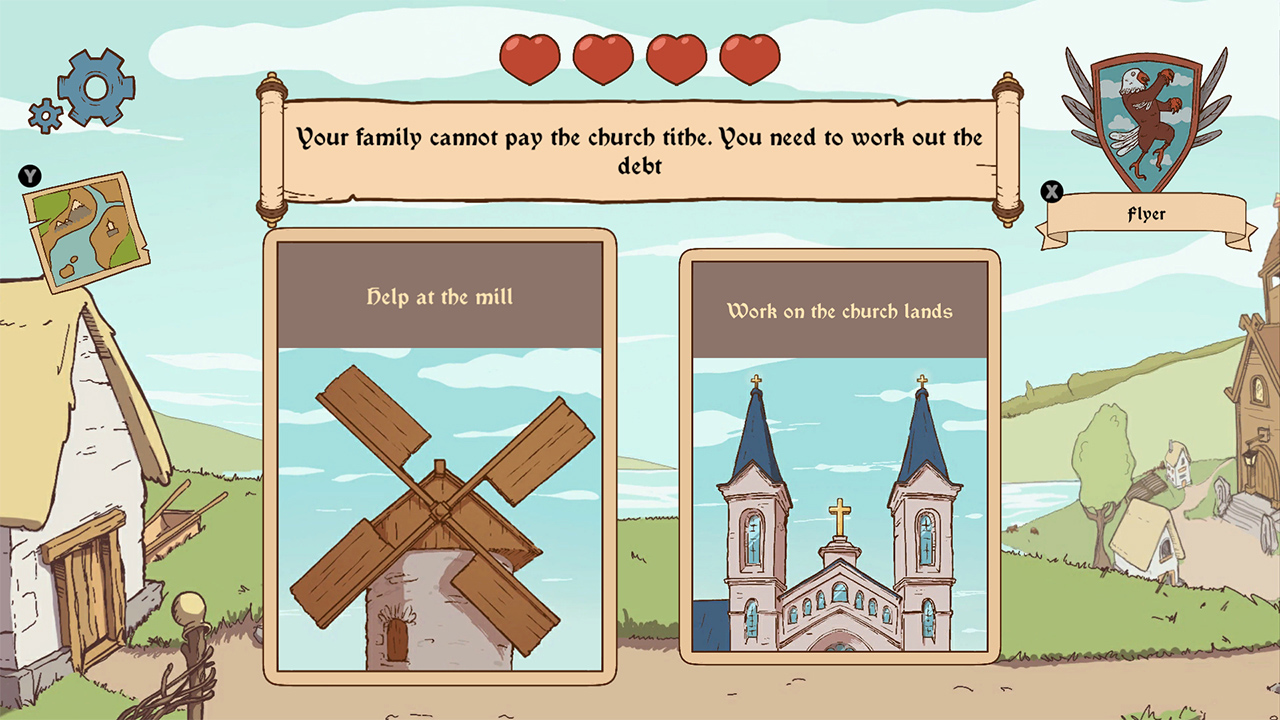 Your family cannot pay the church tithe. You need to work out the
debt
Y
X
Flyer
Help at the mill
Work on the church lands